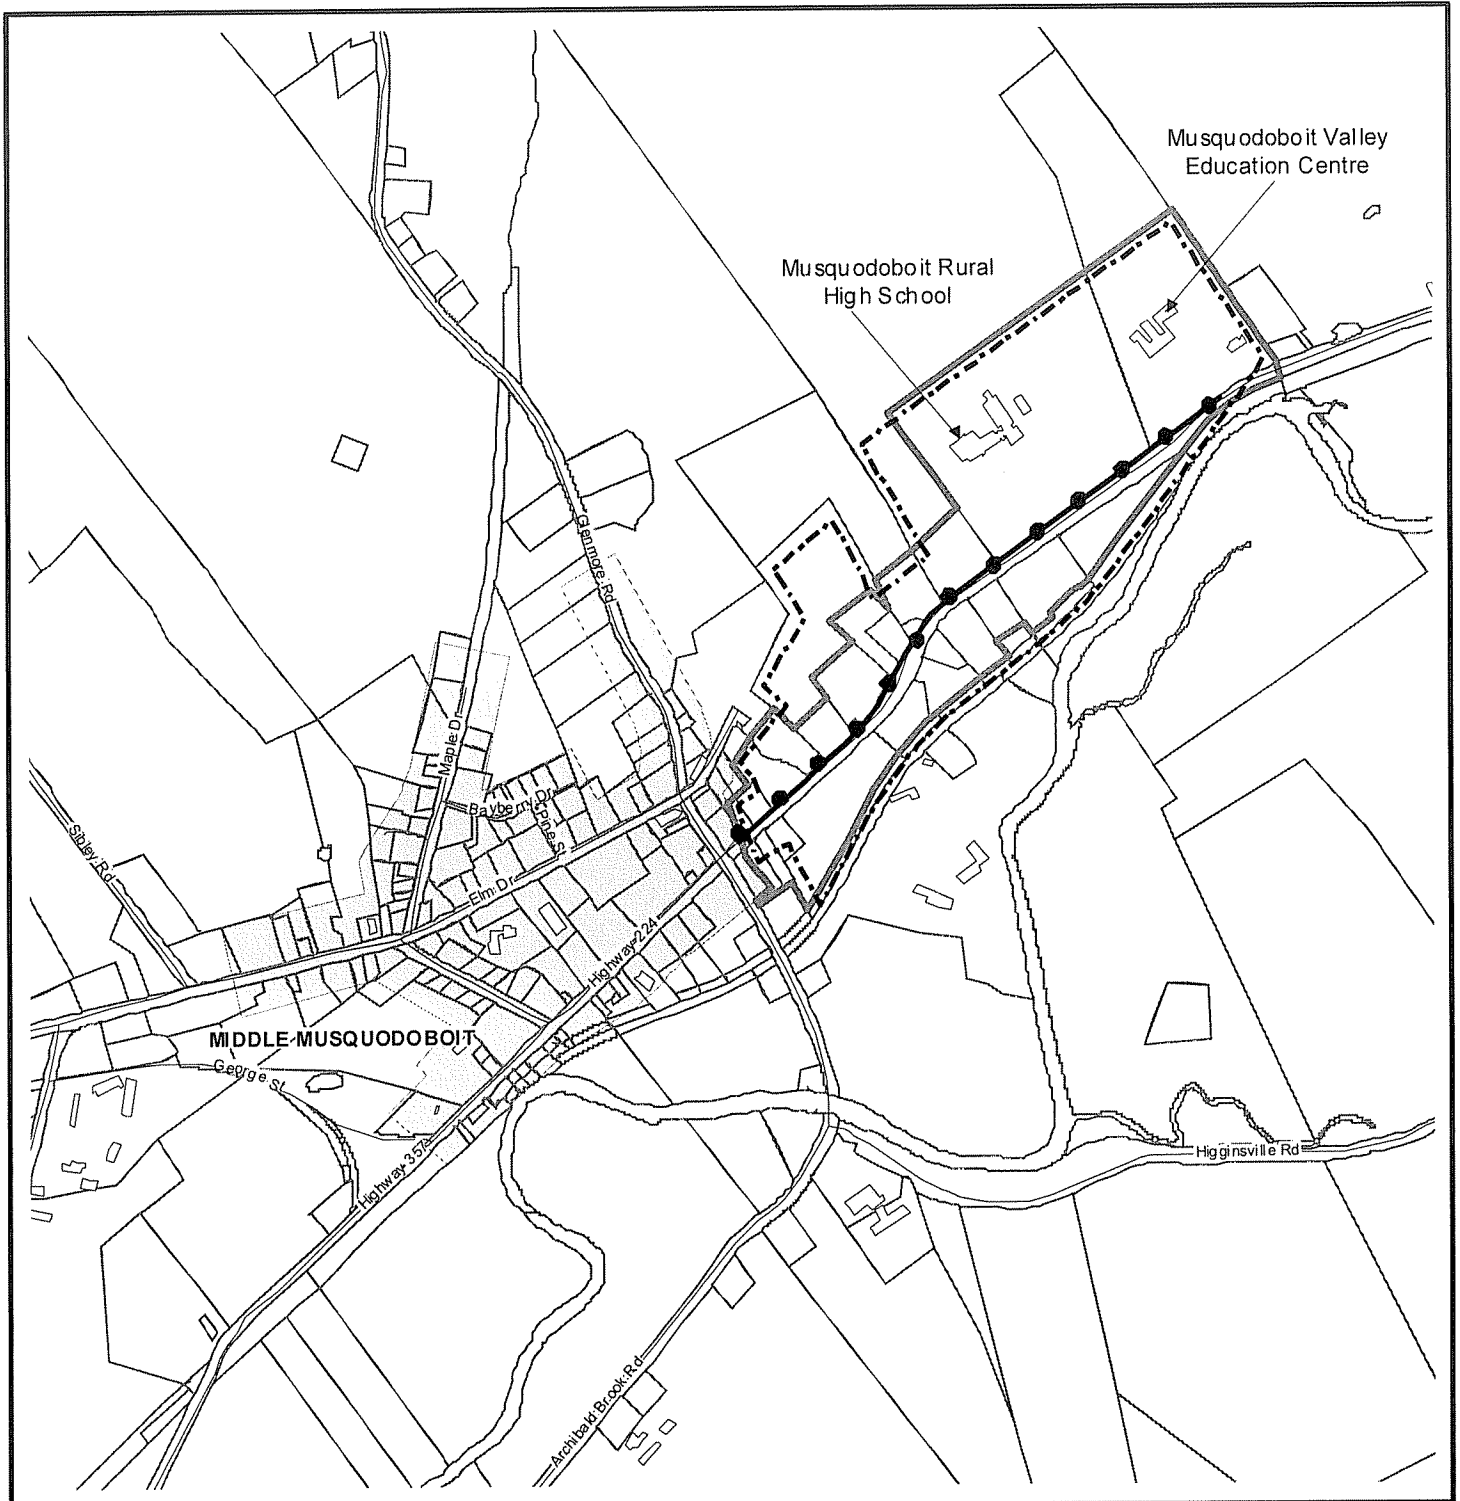 Musquodoboit Valley
Education Centre
Musquodoboit Rural
High School
Glenmore Rd
Maple Dr
Bayberry Dr
Pine St
Sibley Rd
Elm Dr
Highway 224
MIDDLE MUSQUODOBOIT
George St
Highway 357
Higginsville Rd
Archibald Brook Rd